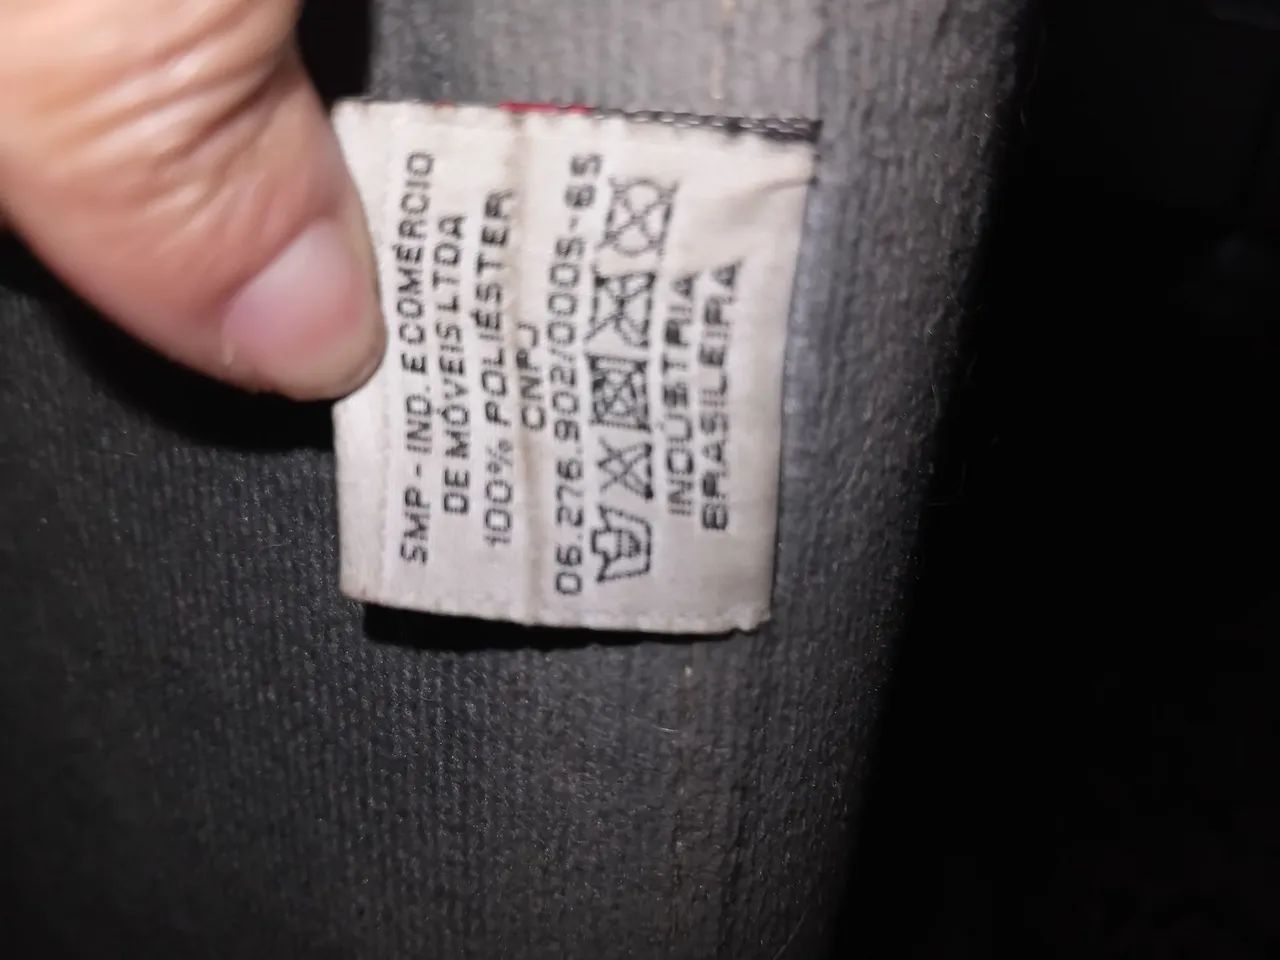 SMP - IND. E COMÉRCIO
DE MÓVEIS LTDA
100% POLIÉSTER
CNPJ
06.276.902/0005-65
INDÚSTRIA
BRASILEIRA